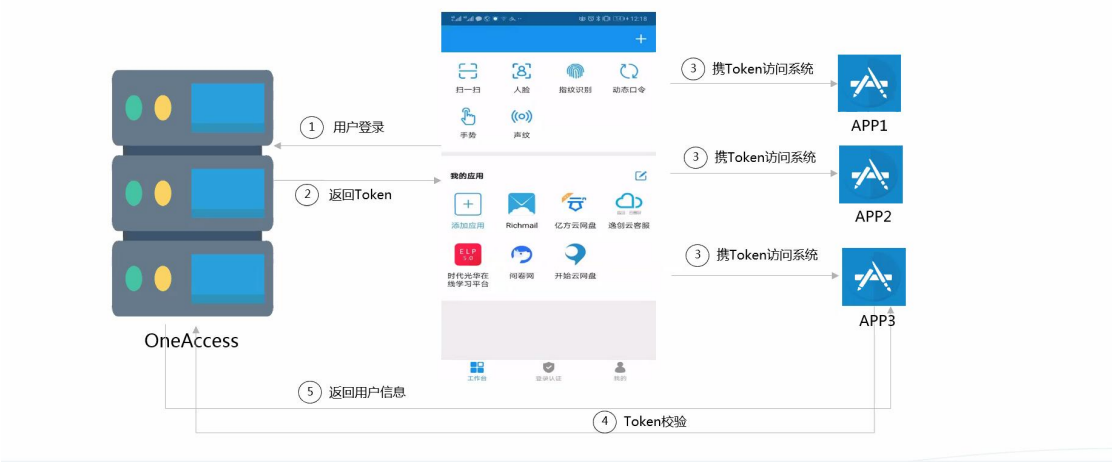 12:18
扫一扫
人脸
指纹识别
动态口令
手势
声纹
我的应用
添加应用
Richmail
亿方云网盘
逸创云客服
ELP
5.0
时代光华在
线学习平台
问卷网
开始云网盘
工作台
登录认证
我的
1 用户登录
2 返回Token
3 携Token访问系统
APP1
3 携Token访问系统
APP2
3 携Token访问系统
APP3
OneAccess
5 返回用户信息
4 Token校验